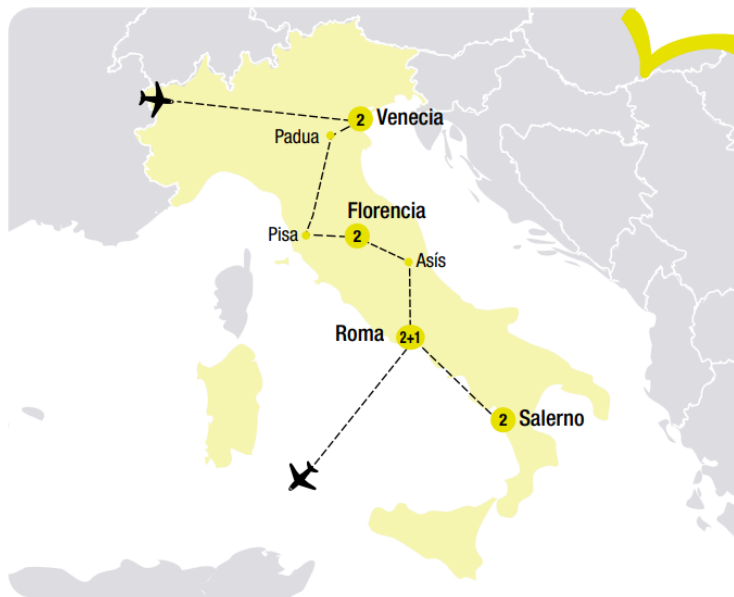 2 Venecia
Padua
Florencia
Pisa
2
Asís
Roma 2+1
2 Salerno